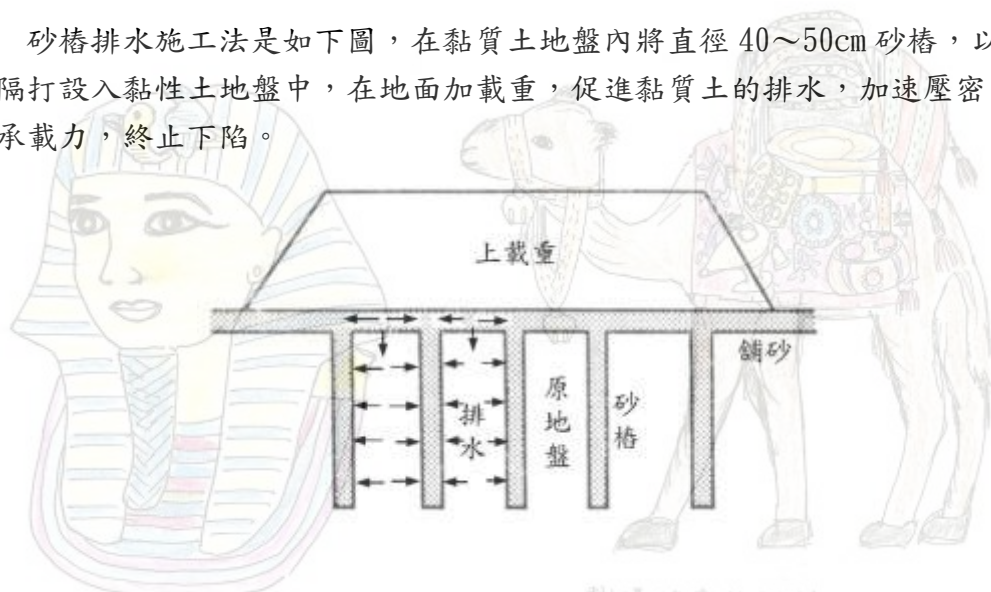 砂樁排水施工法是如下圖，在黏質土地盤內將直徑 40～50cm 砂樁，以
隔打設入黏性土地盤中，在地面加載重，促進黏質土的排水，加速壓密
承載力，終止下陷。
上載重
舖砂
排水
原地盤
砂樁